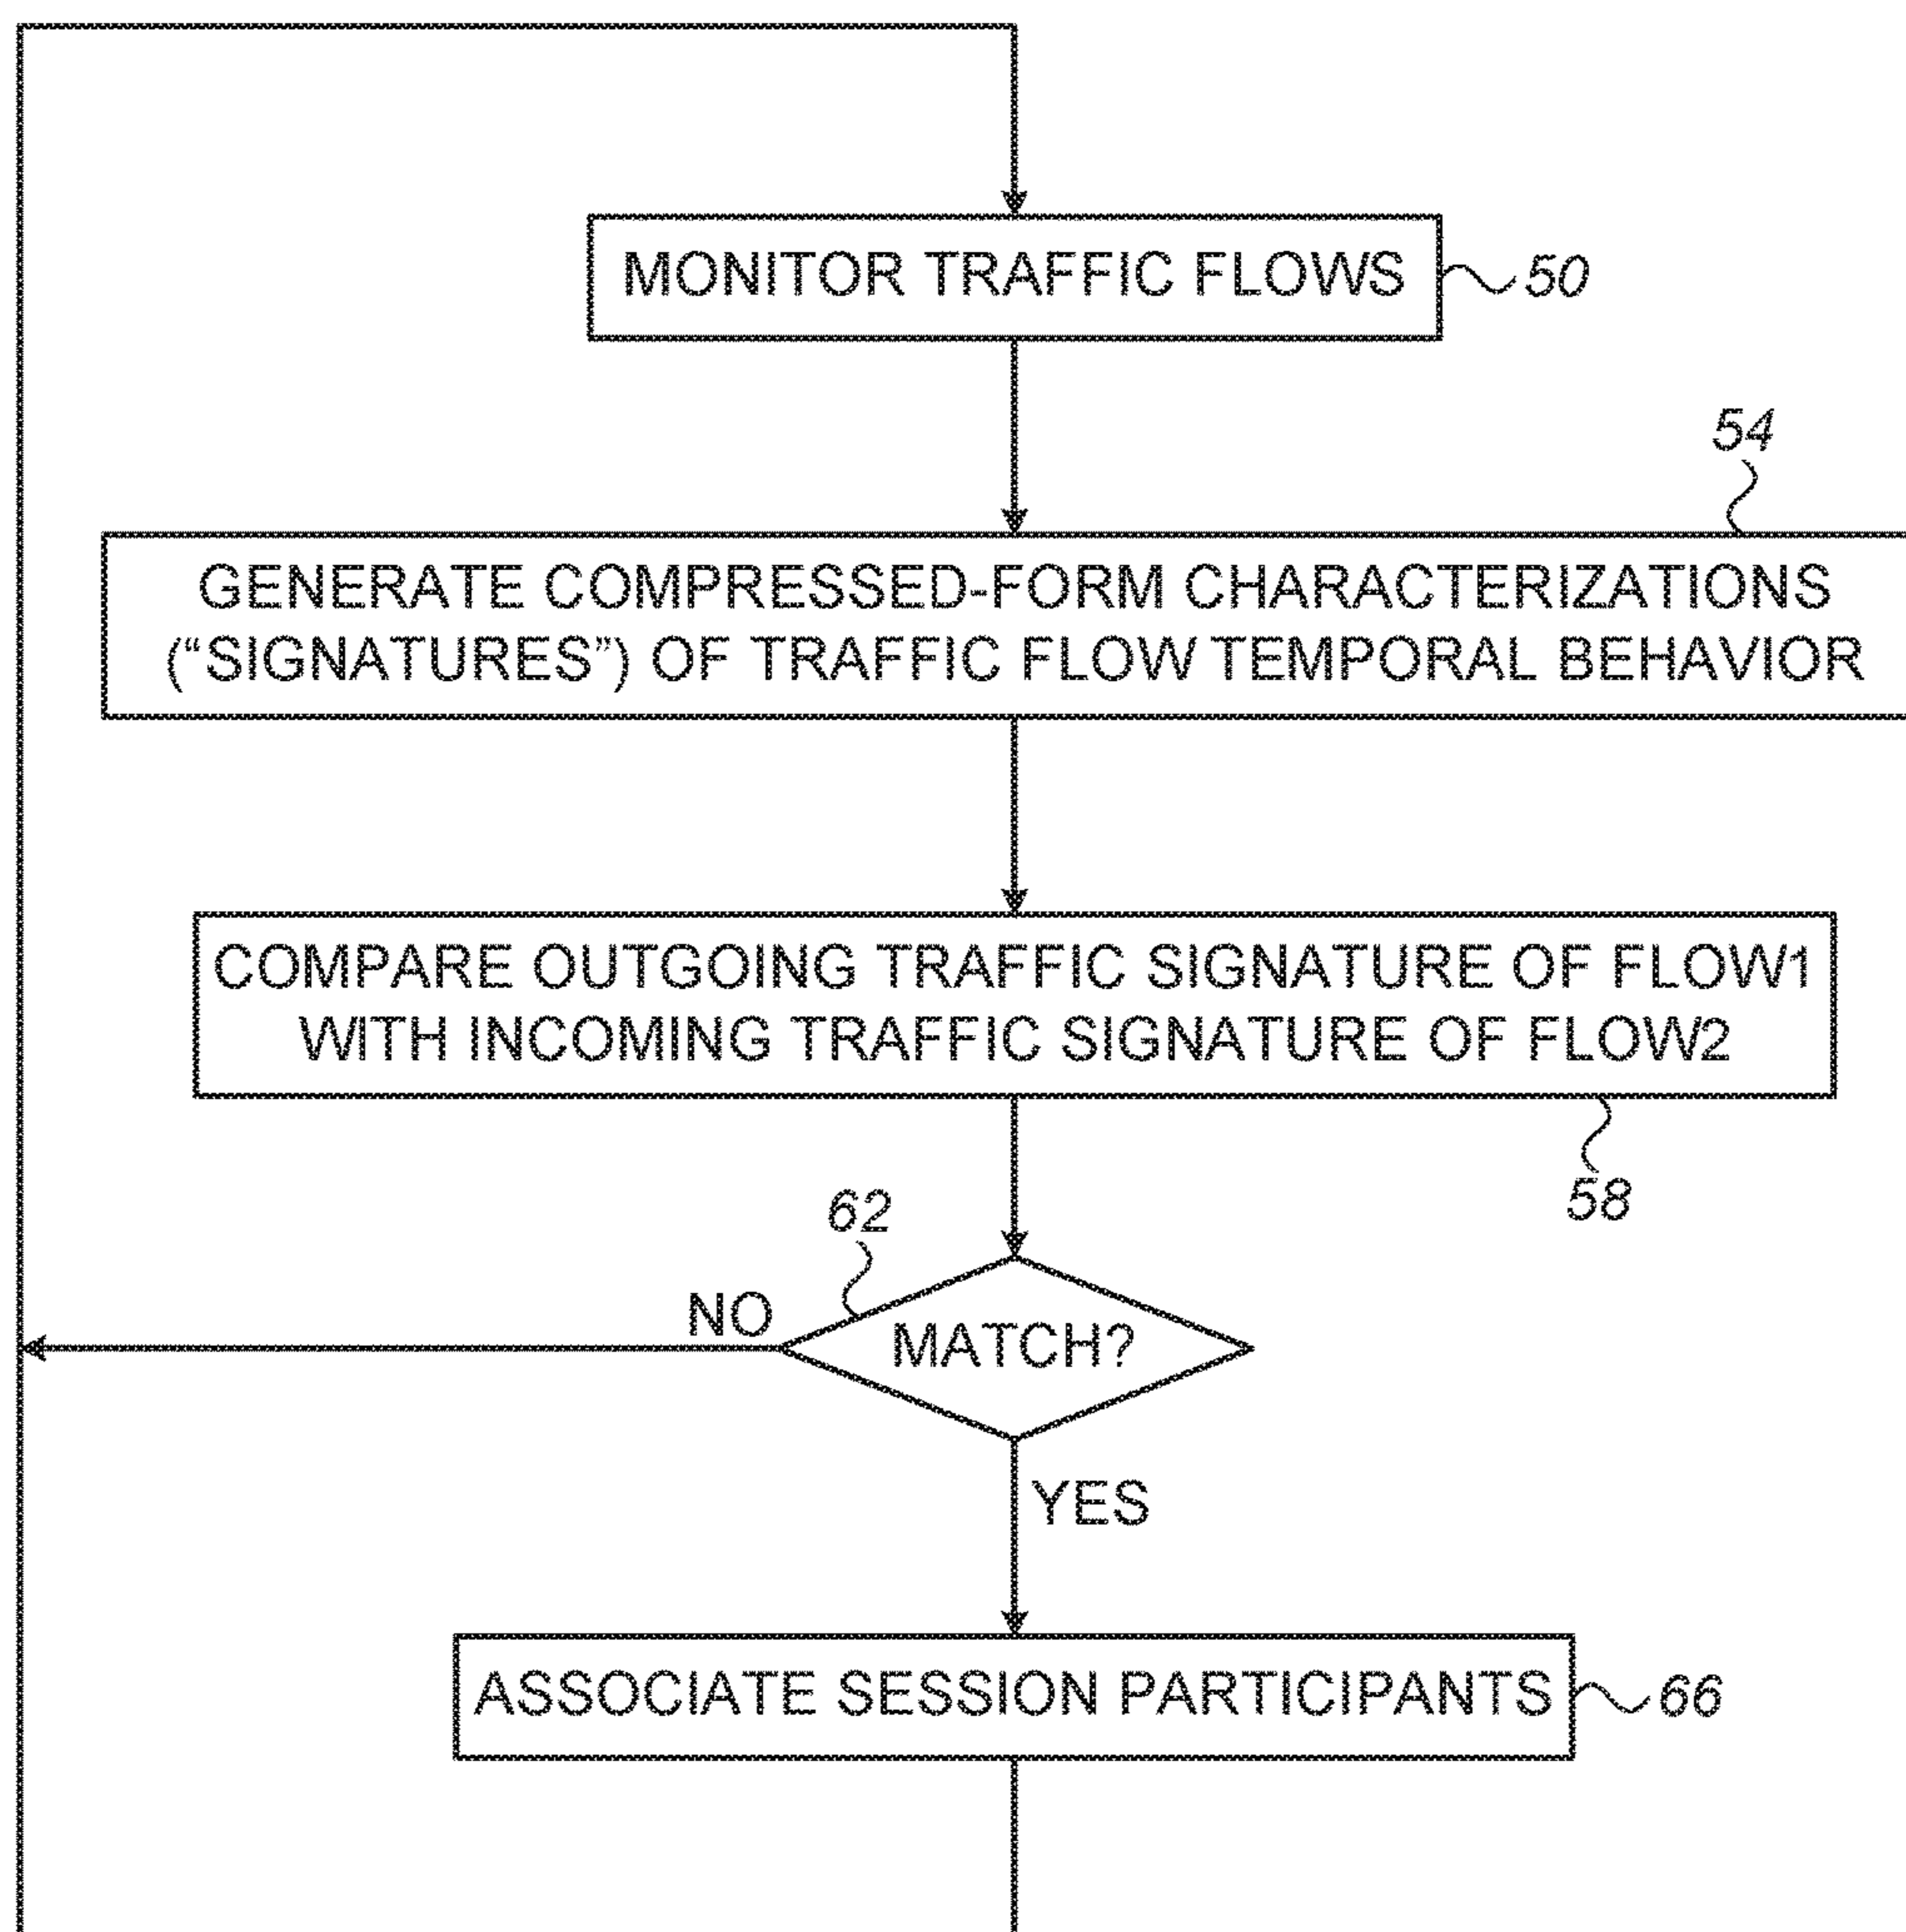 MONITOR TRAFFIC FLOWS 50
54
GENERATE COMPRESSED-FORM CHARACTERIZATIONS
(“SIGNATURES”) OF TRAFFIC FLOW TEMPORAL BEHAVIOR
COMPARE OUTGOING TRAFFIC SIGNATURE OF FLOW1
WITH INCOMING TRAFFIC SIGNATURE OF FLOW2
58
62
NO
MATCH?
YES
ASSOCIATE SESSION PARTICIPANTS 66